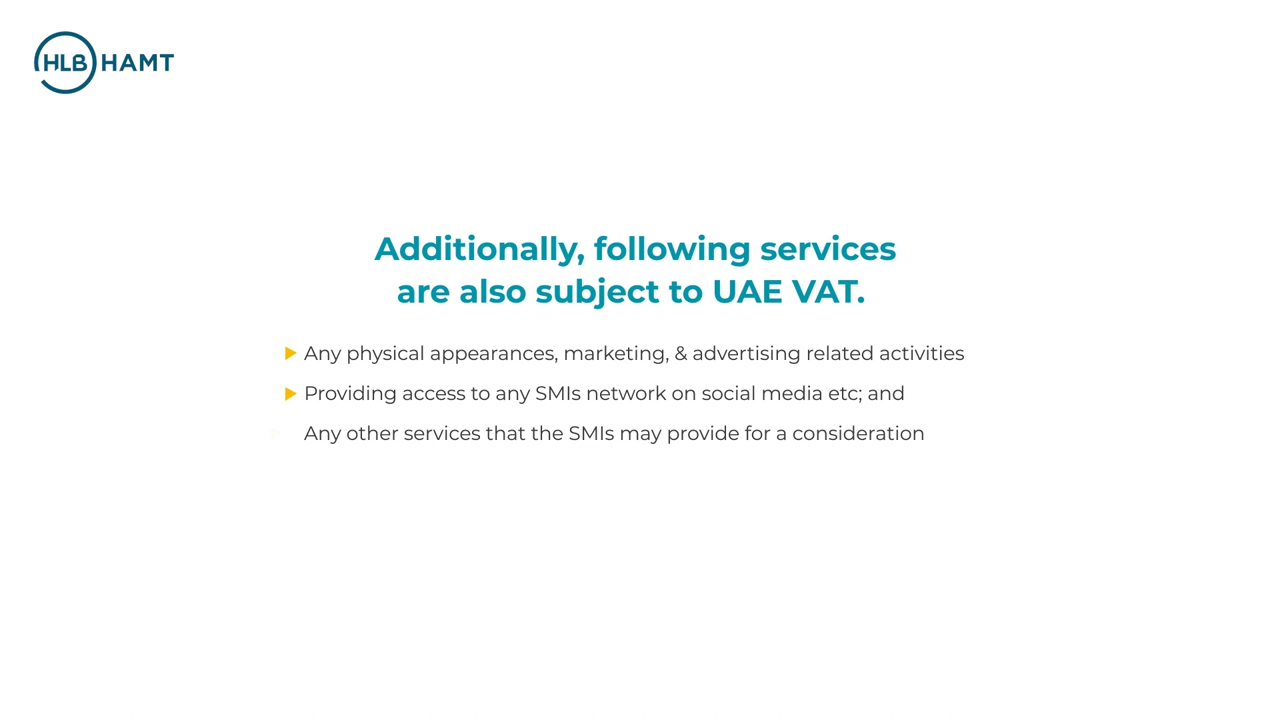 HLB HAMT
Additionally, following services
are also subject to UAE VAT.
Any physical appearances, marketing, & advertising related activities
Providing access to any SMIs network on social media etc; and
Any other services that the SMIs may provide for a consideration